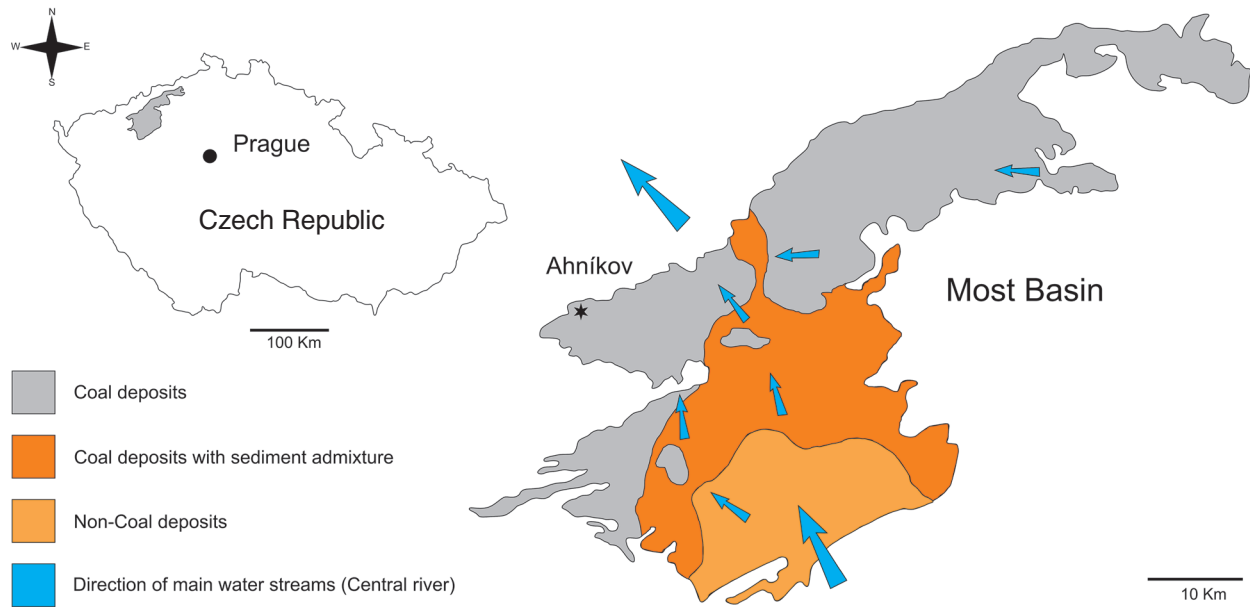 N
W E
S
Prague
Czech Republic
100 Km
Ahníkov
Most Basin
Coal deposits
Coal deposits with sediment admixture
Non-Coal deposits
Direction of main water streams (Central river)
10 Km